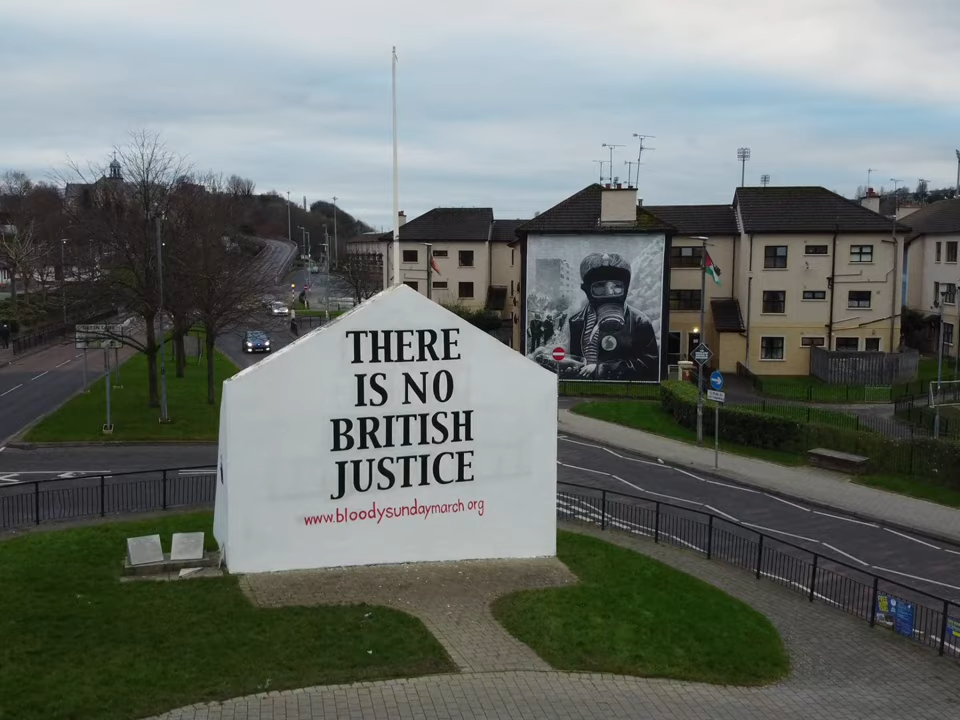 THERE
IS NO
BRITISH
JUSTICE
www.bloodysundaymarch.org